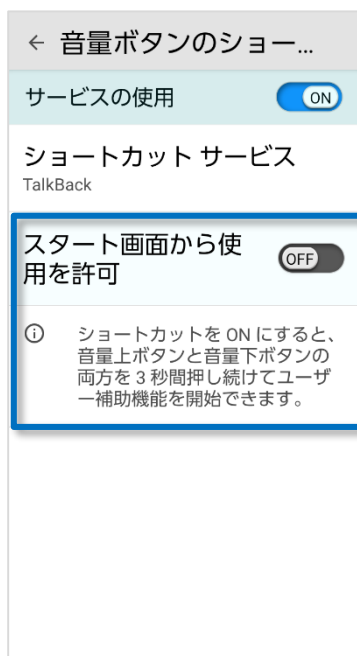 ← 音量ボタンのショー...
サービスの使用 ON
ショートカット サービス
TalkBack
スタート画面から使
用を許可 OFF
ショートカットを ON にすると、
音量上ボタンと音量下ボタンの
両方を 3 秒間押し続けてユーザ
ー補助機能を開始できます。